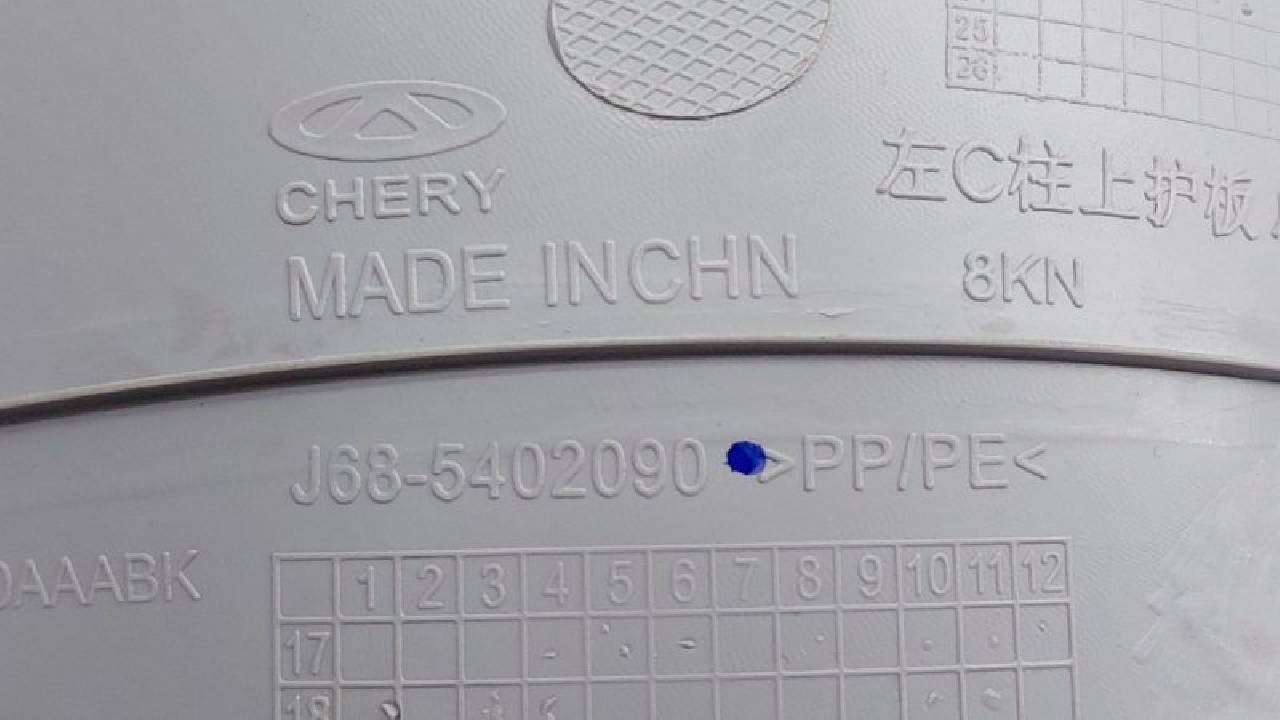 25
26
CHERY
左C柱上护板
MADE INCHN
8KN
J68-5402090 >PP/PE<
0AAABK
1 2 3 4 5 6 7 8 9 10 11 12
17
18